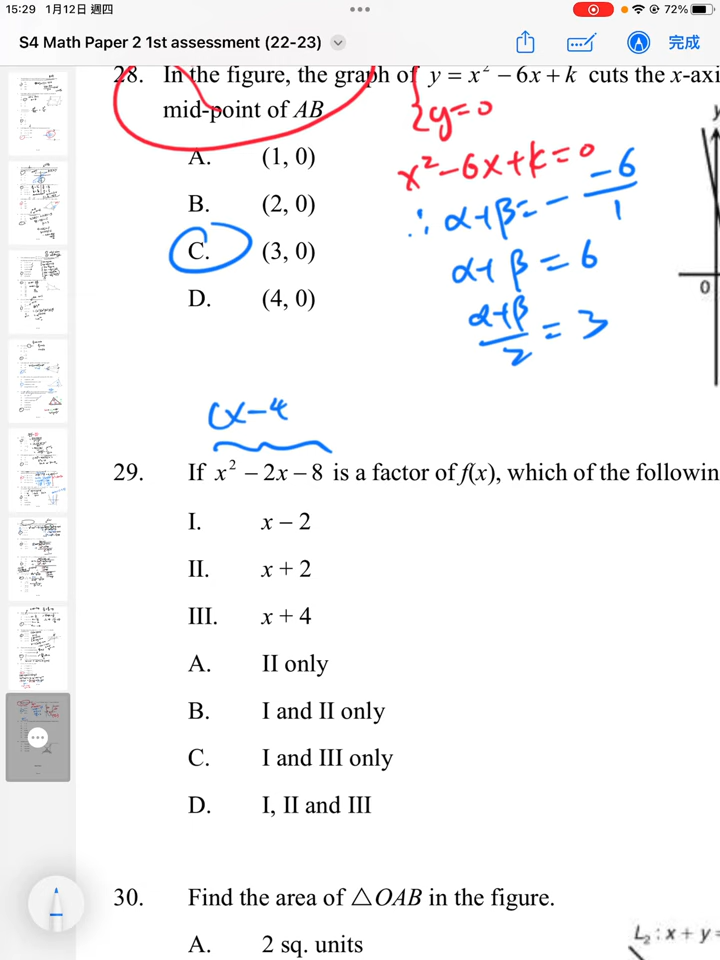 15:29 1月12日 週四
72%
S4 Math Paper 2 1st assessment (22-23)
完成
28. In the figure, the graph of y = x² − 6x + k cuts the x-axi
mid-point of AB
y=0
A. (1, 0)
x²−6x+k=0
B. (2, 0)
∴ α+β=− −6/1
C. (3, 0)
α+β=6
D. (4, 0)
(α+β)/2 = 3
y
0
(x−4
29. If x² − 2x − 8 is a factor of f(x), which of the followin
I. x − 2
II. x + 2
III. x + 4
A. II only
B. I and II only
C. I and III only
D. I, II and III
30. Find the area of △OAB in the figure.
L₂ : x + y =
A. 2 sq. units